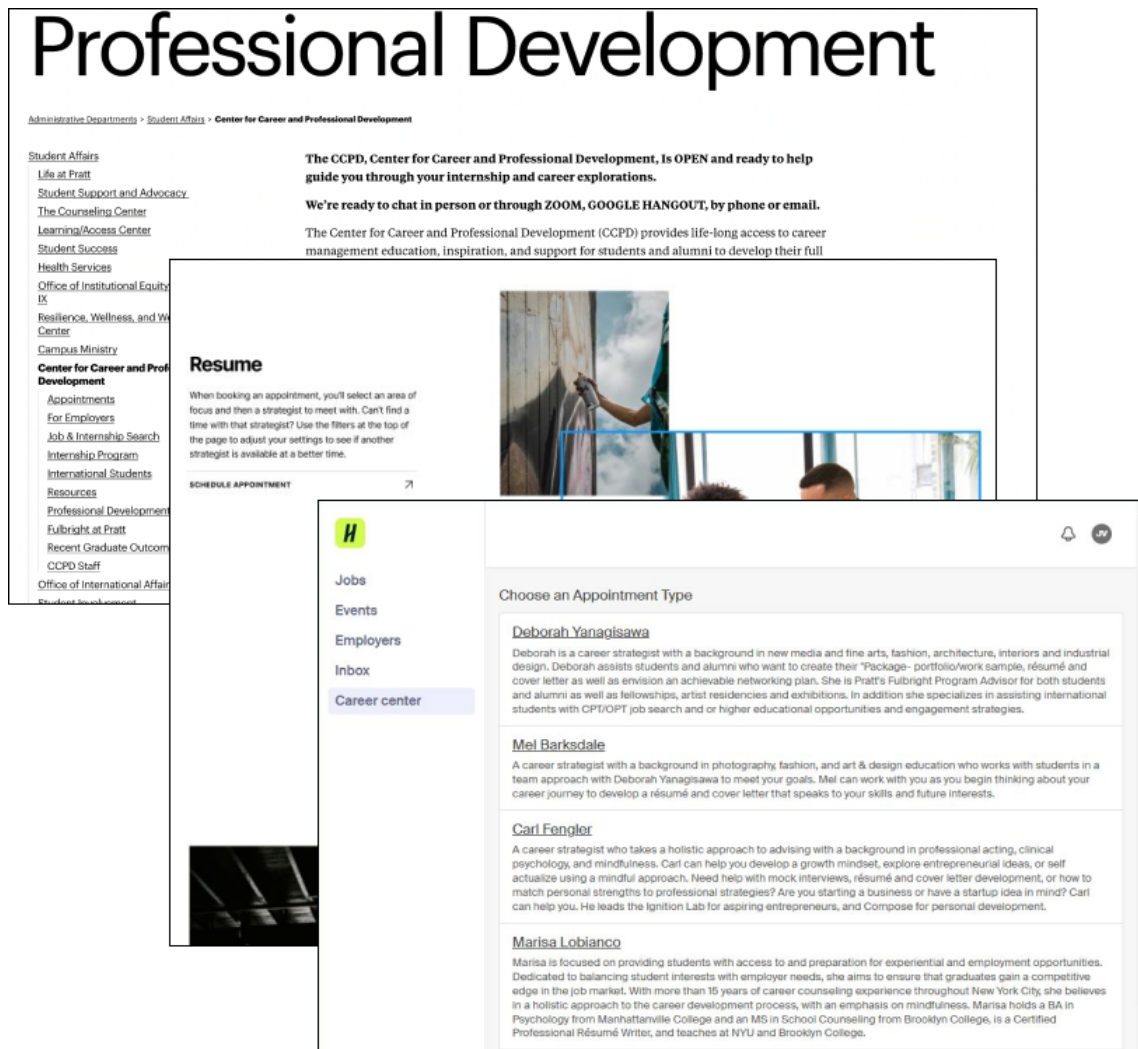 Professional Development
Administrative Departments > Student Affairs > Center for Career and Professional Development
Student Affairs
Life at Pratt
Student Support and Advocacy
The Counseling Center
Learning/Access Center
Student Success
Health Services
Office of Institutional Equity
IX
Resilience, Wellness, and We
Center
Campus Ministry
Center for Career and Prof
Development
Appointments
For Employers
Job & Internship Search
Internship Program
International Students
Resources
Professional Development
Fulbright at Pratt
Recent Graduate Outcom
CCPD Staff
Office of International Affair
Student Involvement
The CCPD, Center for Career and Professional Development, Is OPEN and ready to help
guide you through your internship and career explorations.
We're ready to chat in person or through ZOOM, GOOGLE HANGOUT, by phone or email.
The Center for Career and Professional Development (CCPD) provides life-long access to career
management education, inspiration, and support for students and alumni to develop their full
Resume
When booking an appointment, you'll select an area of
focus and then a strategist to meet with. Can't find a
time with that strategist? Use the filters at the top of
the page to adjust your settings to see if another
strategist is available at a better time.
SCHEDULE APPOINTMENT
H
JV
Jobs
Events
Employers
Inbox
Career center
Choose an Appointment Type
Deborah Yanagisawa
Deborah is a career strategist with a background in new media and fine arts, fashion, architecture, interiors and industrial
design. Deborah assists students and alumni who want to create their "Package- portfolio/work sample, résumé and
cover letter as well as envision an achievable networking plan. She is Pratt's Fulbright Program Advisor for both students
and alumni as well as fellowships, artist residencies and exhibitions. In addition she specializes in assisting international
students with CPT/OPT job search and or higher educational opportunities and engagement strategies.
Mel Barksdale
A career strategist with a background in photography, fashion, and art & design education who works with students in a
team approach with Deborah Yanagisawa to meet your goals. Mel can work with you as you begin thinking about your
career journey to develop a résumé and cover letter that speaks to your skills and future interests.
Carl Fengler
A career strategist who takes a holistic approach to advising with a background in professional acting, clinical
psychology, and mindfulness. Carl can help you develop a growth mindset, explore entrepreneurial ideas, or self
actualize using a mindful approach. Need help with mock interviews, résumé and cover letter development, or how to
match personal strengths to professional strategies? Are you starting a business or have a startup idea in mind? Carl
can help you. He leads the Ignition Lab for aspiring entrepreneurs, and Compose for personal development.
Marisa Lobianco
Marisa is focused on providing students with access to and preparation for experiential and employment opportunities.
Dedicated to balancing student interests with employer needs, she aims to ensure that graduates gain a competitive
edge in the job market. With more than 15 years of career counseling experience throughout New York City, she believes
in a holistic approach to the career development process, with an emphasis on mindfulness. Marisa holds a BA in
Psychology from Manhattanville College and an MS in School Counseling from Brooklyn College, is a Certified
Professional Résumé Writer, and teaches at NYU and Brooklyn College.